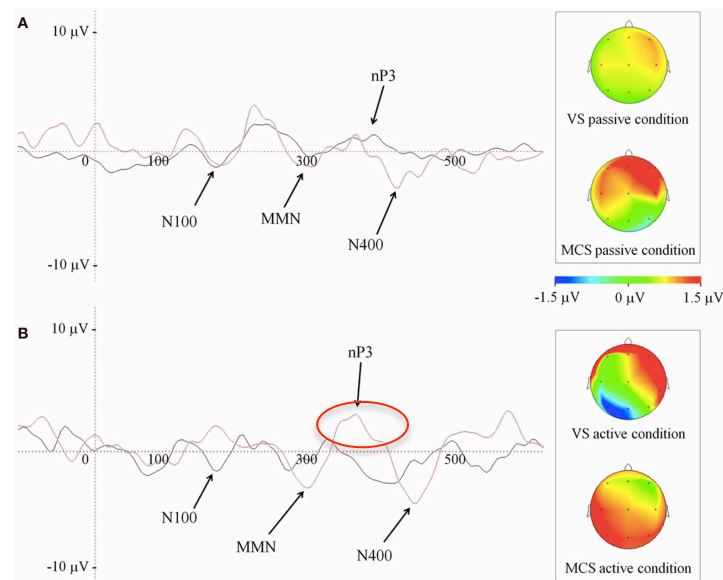 A
10 µV
nP3
0 100 300 500
N100
MMN
N400
-10 µV
VS passive condition
MCS passive condition
-1.5 µV 0 µV 1.5 µV
B
10 µV
nP3
0 100 300 500
N100
MMN
N400
-10 µV
VS active condition
MCS active condition